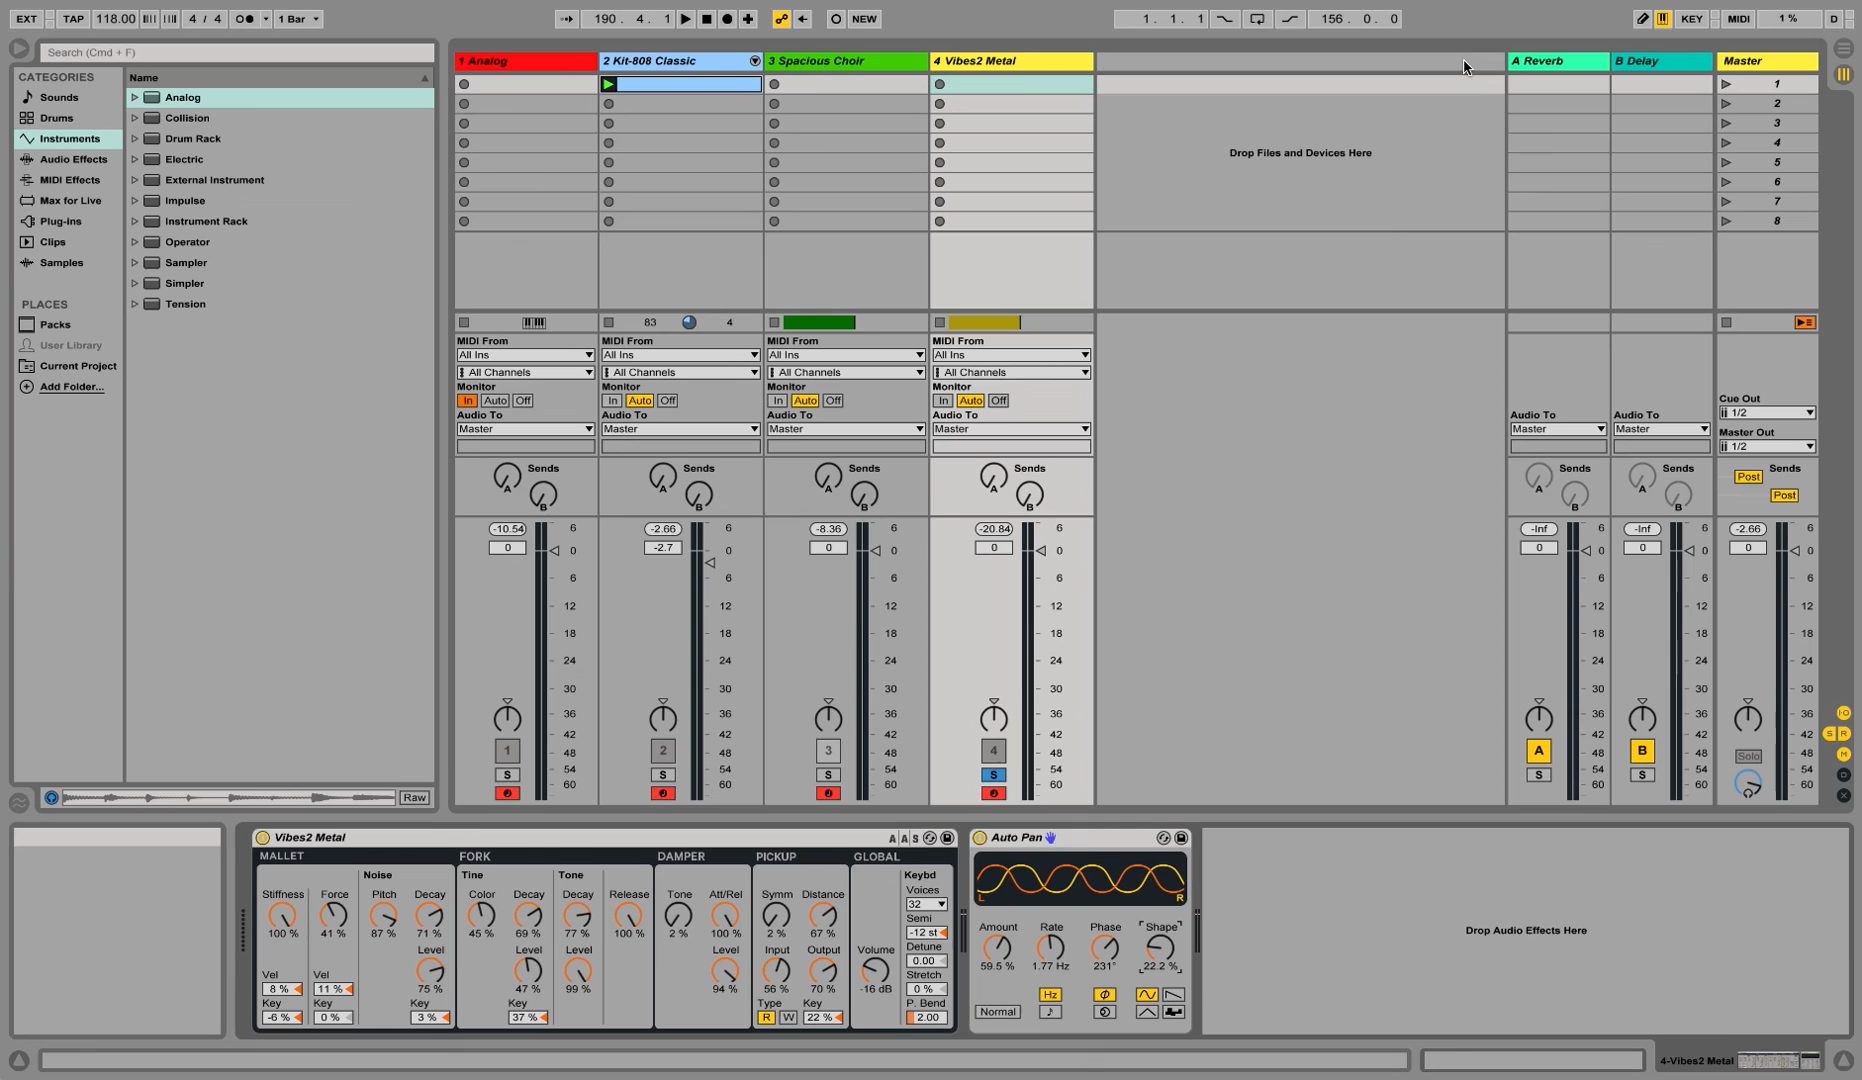 EXT TAP 118.00 4 / 4 1 Bar 190 . 4 . 1 NEW 1 . 1 . 1 156 . 0 . 0 KEY MIDI 1 % D
Search (Cmd + F)
CATEGORIES
Sounds
Drums
Instruments
Audio Effects
MIDI Effects
Max for Live
Plug-ins
Clips
Samples
PLACES
Packs
User Library
Current Project
Add Folder...
Name
Analog
Collision
Drum Rack
Electric
External Instrument
Impulse
Instrument Rack
Operator
Sampler
Simpler
Tension
Raw
1 Analog 2 Kit-808 Classic 3 Spacious Choir 4 Vibes2 Metal A Reverb B Delay Master
1
2
3
4
5
6
7
8
Drop Files and Devices Here
83 4
MIDI From MIDI From MIDI From MIDI From
All Ins All Ins All Ins All Ins
All Channels All Channels All Channels All Channels
Monitor Monitor Monitor Monitor
In Auto Off In Auto Off In Auto Off In Auto Off
Audio To Audio To Audio To Audio To Audio To Audio To
Master Master Master Master Master Master
Cue Out
1/2
Master Out
1/2
Sends Sends Sends Sends Sends Sends Sends
A A A A A A Post
B B B B B B Post
-10.54 6 -2.66 6 -8.36 6 -20.84 6 -Inf 6 -Inf 6 -2.66 6
0 0 -2.7 0 0 0 0 0 0 0 0 0 0 0
6 6 6 6 6 6 6
12 12 12 12 12 12 12
18 18 18 18 18 18 18
24 24 24 24 24 24 24
30 30 30 30 30 30 30
36 36 36 36 36 36 36
42 42 42 42 42 42 42
1 48 2 48 3 48 4 48 A 48 B 48 Solo 48
S 54 S 54 S 54 S 54 S 54 S 54 54
60 60 60 60 60 60 60
I-O
S R
M
D
X
Vibes2 Metal A A S
MALLET FORK DAMPER PICKUP GLOBAL
Noise Tine Tone Keybd
Stiffness Force Pitch Decay Color Decay Decay Release Tone Att/Rel Symm Distance Voices
32
Semi
100 % 41 % 87 % 71 % 45 % 69 % 77 % 100 % 2 % 100 % 2 % 67 % -12 st
Level Level Level Level Input Output Volume Detune
0.00
Vel Vel Stretch
8 % 11 % 75 % 47 % 99 % 94 % 56 % 70 % -16 dB 0 %
Key Key Key Key Type Key P. Bend
-6 % 0 % 3 % 37 % R W 22 % 2.00
Auto Pan
L R
Amount Rate Phase Shape
59.5 % 1.77 Hz 231° 22.2 %
Hz
Normal
Drop Audio Effects Here
4-Vibes2 Metal